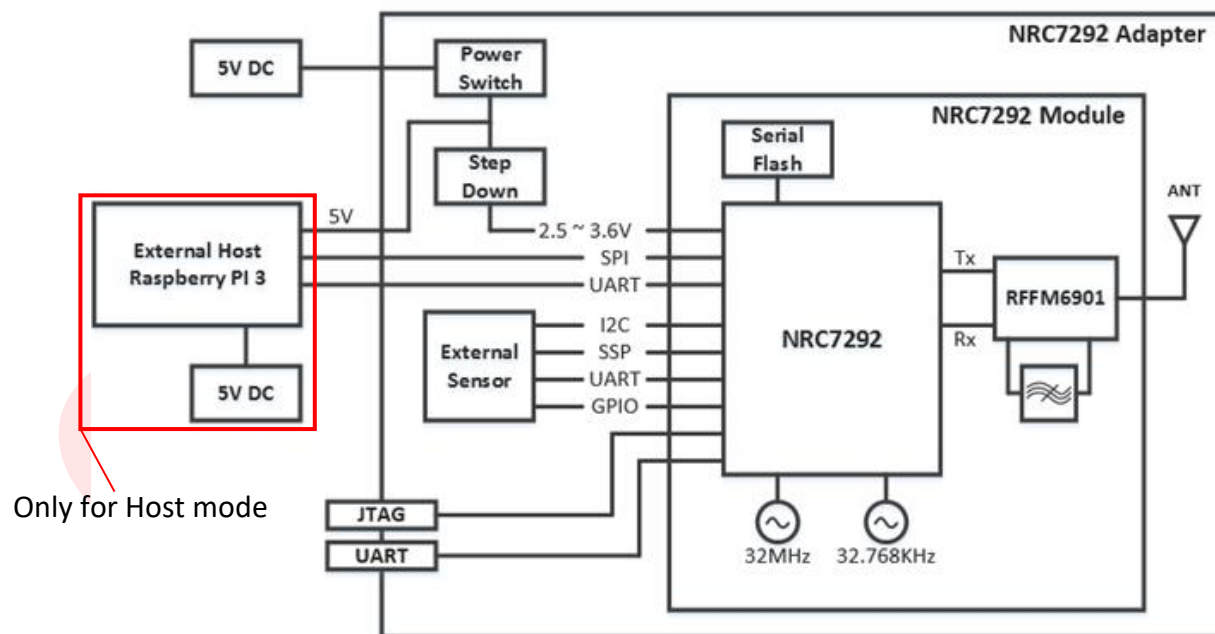 NRC7292 Adapter
5V DC
Power
Switch
NRC7292 Module
Serial
Flash
Step
Down
ANT
5V
2.5 ~ 3.6V
External Host
Raspberry PI 3
SPI
UART
Tx
RFFM6901
Rx
NRC7292
External
Sensor
I2C
SSP
UART
GPIO
5V DC
Only for Host mode
JTAG
UART
32MHz
32.768KHz